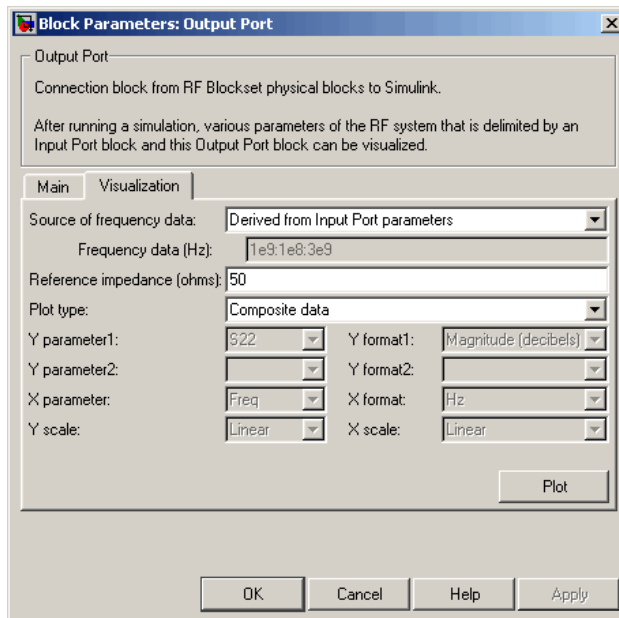 Block Parameters: Output Port
Output Port
Connection block from RF Blockset physical blocks to Simulink.
After running a simulation, various parameters of the RF system that is delimited by an
Input Port block and this Output Port block can be visualized.
Main Visualization
Source of frequency data: Derived from Input Port parameters
Frequency data (Hz): 1e9:1e8:3e9
Reference impedance (ohms): 50
Plot type: Composite data
Y parameter1: S22 Y format1: Magnitude (decibels)
Y parameter2: Y format2:
X parameter: Freq X format: Hz
Y scale: Linear X scale: Linear
Plot
OK Cancel Help Apply